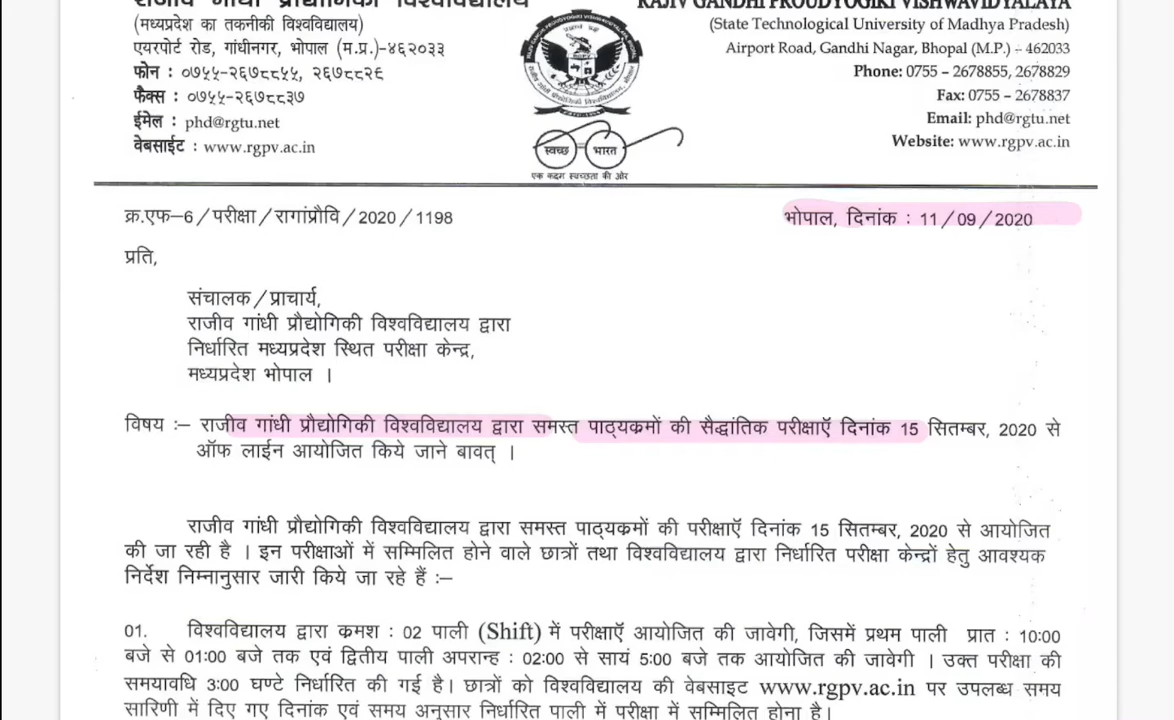 राजीव गांधी प्रौद्योगिकी विश्वविद्यालय
(मध्यप्रदेश का तकनीकी विश्वविद्यालय)
एयरपोर्ट रोड, गांधीनगर, भोपाल (म.प्र.)-४६२०३३
फोन : ०७५५-२६७८८५५, २६७८८२९
फैक्स : ०७५५-२६७८८३७
ईमेल : phd@rgtu.net
वेबसाईट : www.rgpv.ac.in
स्वच्छ भारत
एक कदम स्वच्छता की ओर
RAJIV GANDHI PROUDYOGIKI VISHWAVIDYALAYA
(State Technological University of Madhya Pradesh)
Airport Road, Gandhi Nagar, Bhopal (M.P.) – 462033
Phone: 0755 – 2678855, 2678829
Fax: 0755 – 2678837
Email: phd@rgtu.net
Website: www.rgpv.ac.in
क्र.एफ–6/परीक्षा/रागांप्रौवि/2020/1198
भोपाल, दिनांक : 11/09/2020
प्रति,
संचालक/प्राचार्य,
राजीव गांधी प्रौद्योगिकी विश्वविद्यालय द्वारा
निर्धारित मध्यप्रदेश स्थित परीक्षा केन्द्र,
मध्यप्रदेश भोपाल ।
विषय :– राजीव गांधी प्रौद्योगिकी विश्वविद्यालय द्वारा समस्त पाठ्यक्रमों की सैद्धांतिक परीक्षाऍ दिनांक 15 सितम्बर, 2020 से
ऑफ लाईन आयोजित किये जाने बावत् ।
राजीव गांधी प्रौद्योगिकी विश्वविद्यालय द्वारा समस्त पाठ्यक्रमों की परीक्षाऍ दिनांक 15 सितम्बर, 2020 से आयोजित
की जा रही है । इन परीक्षाओं में सम्मिलित होने वाले छात्रों तथा विश्वविद्यालय द्वारा निर्धारित परीक्षा केन्द्रों हेतु आवश्यक
निर्देश निम्नानुसार जारी किये जा रहे हैं :–
01. विश्वविद्यालय द्वारा क्रमश : 02 पाली (Shift) में परीक्षाऍ आयोजित की जावेगी, जिसमें प्रथम पाली प्रात : 10:00
बजे से 01:00 बजे तक एवं द्वितीय पाली अपरान्ह : 02:00 से सायं 5:00 बजे तक आयोजित की जावेगी । उक्त परीक्षा की
समयावधि 3:00 घण्टे निर्धारित की गई है। छात्रों को विश्वविद्यालय की वेबसाइट www.rgpv.ac.in पर उपलब्ध समय
सारिणी में दिए गए दिनांक एवं समय अनुसार निर्धारित पाली में परीक्षा में सम्मिलित होना है।